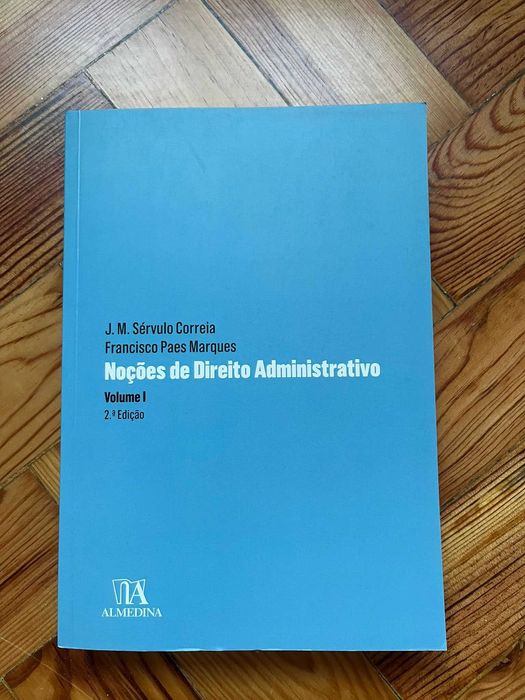 J. M. Sérvulo Correia
Francisco Paes Marques
Noções de Direito Administrativo
Volume I
2.ª Edição
ALMEDINA